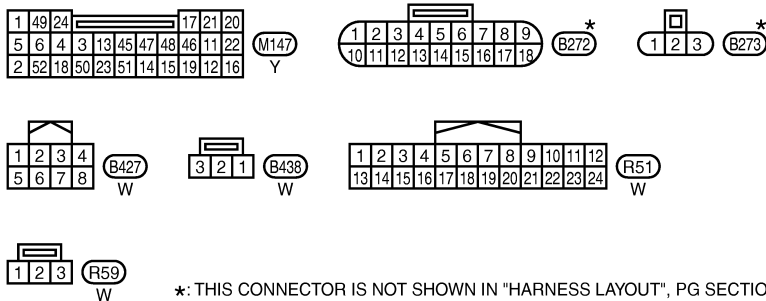 1 49 24 17 21 20
5 6 4 3 13 45 47 48 46 11 22
2 52 18 50 23 51 14 15 19 12 16
M147
Y
1 2 3 4 5 6 7 8 9
10 11 12 13 14 15 16 17 18
B272
*
1 2 3
B273
*
1 2 3 4
5 6 7 8
B427
W
3 2 1
B438
W
1 2 3 4 5 6 7 8 9 10 11 12
13 14 15 16 17 18 19 20 21 22 23 24
R51
W
1 2 3
R59
W
*: THIS CONNECTOR IS NOT SHOWN IN "HARNESS LAYOUT", PG SECTIO